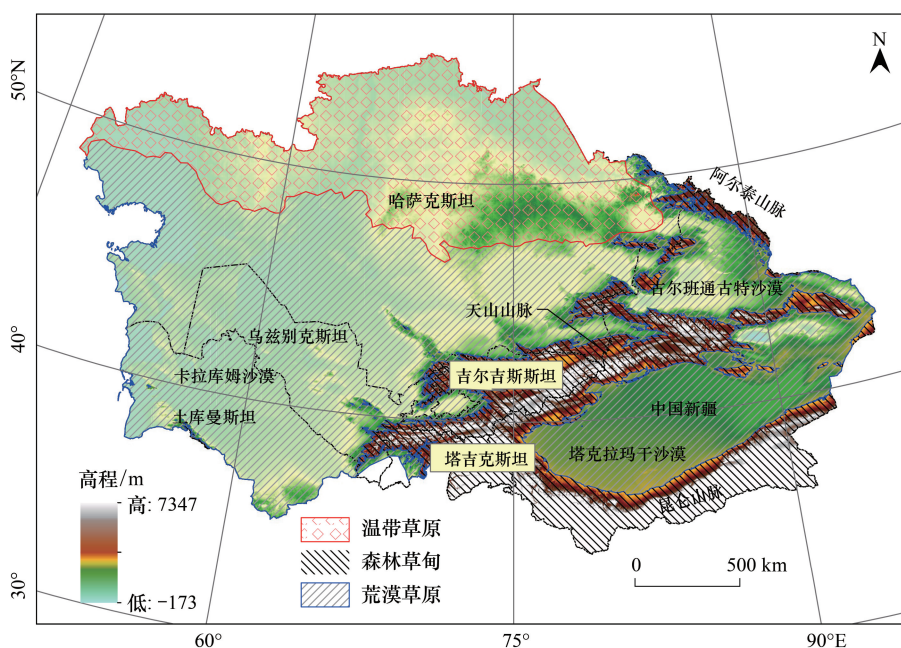 N
50°N
40°
30°
阿尔泰山脉
哈萨克斯坦
古尔班通古特沙漠
天山山脉
乌兹别克斯坦
卡拉库姆沙漠
吉尔吉斯斯坦
土库曼斯坦
中国新疆
塔吉克斯坦
塔克拉玛干沙漠
昆仑山脉
高程/m
高: 7347
低: -173
温带草原
森林草甸
荒漠草原
0 500 km
60° 75° 90°E